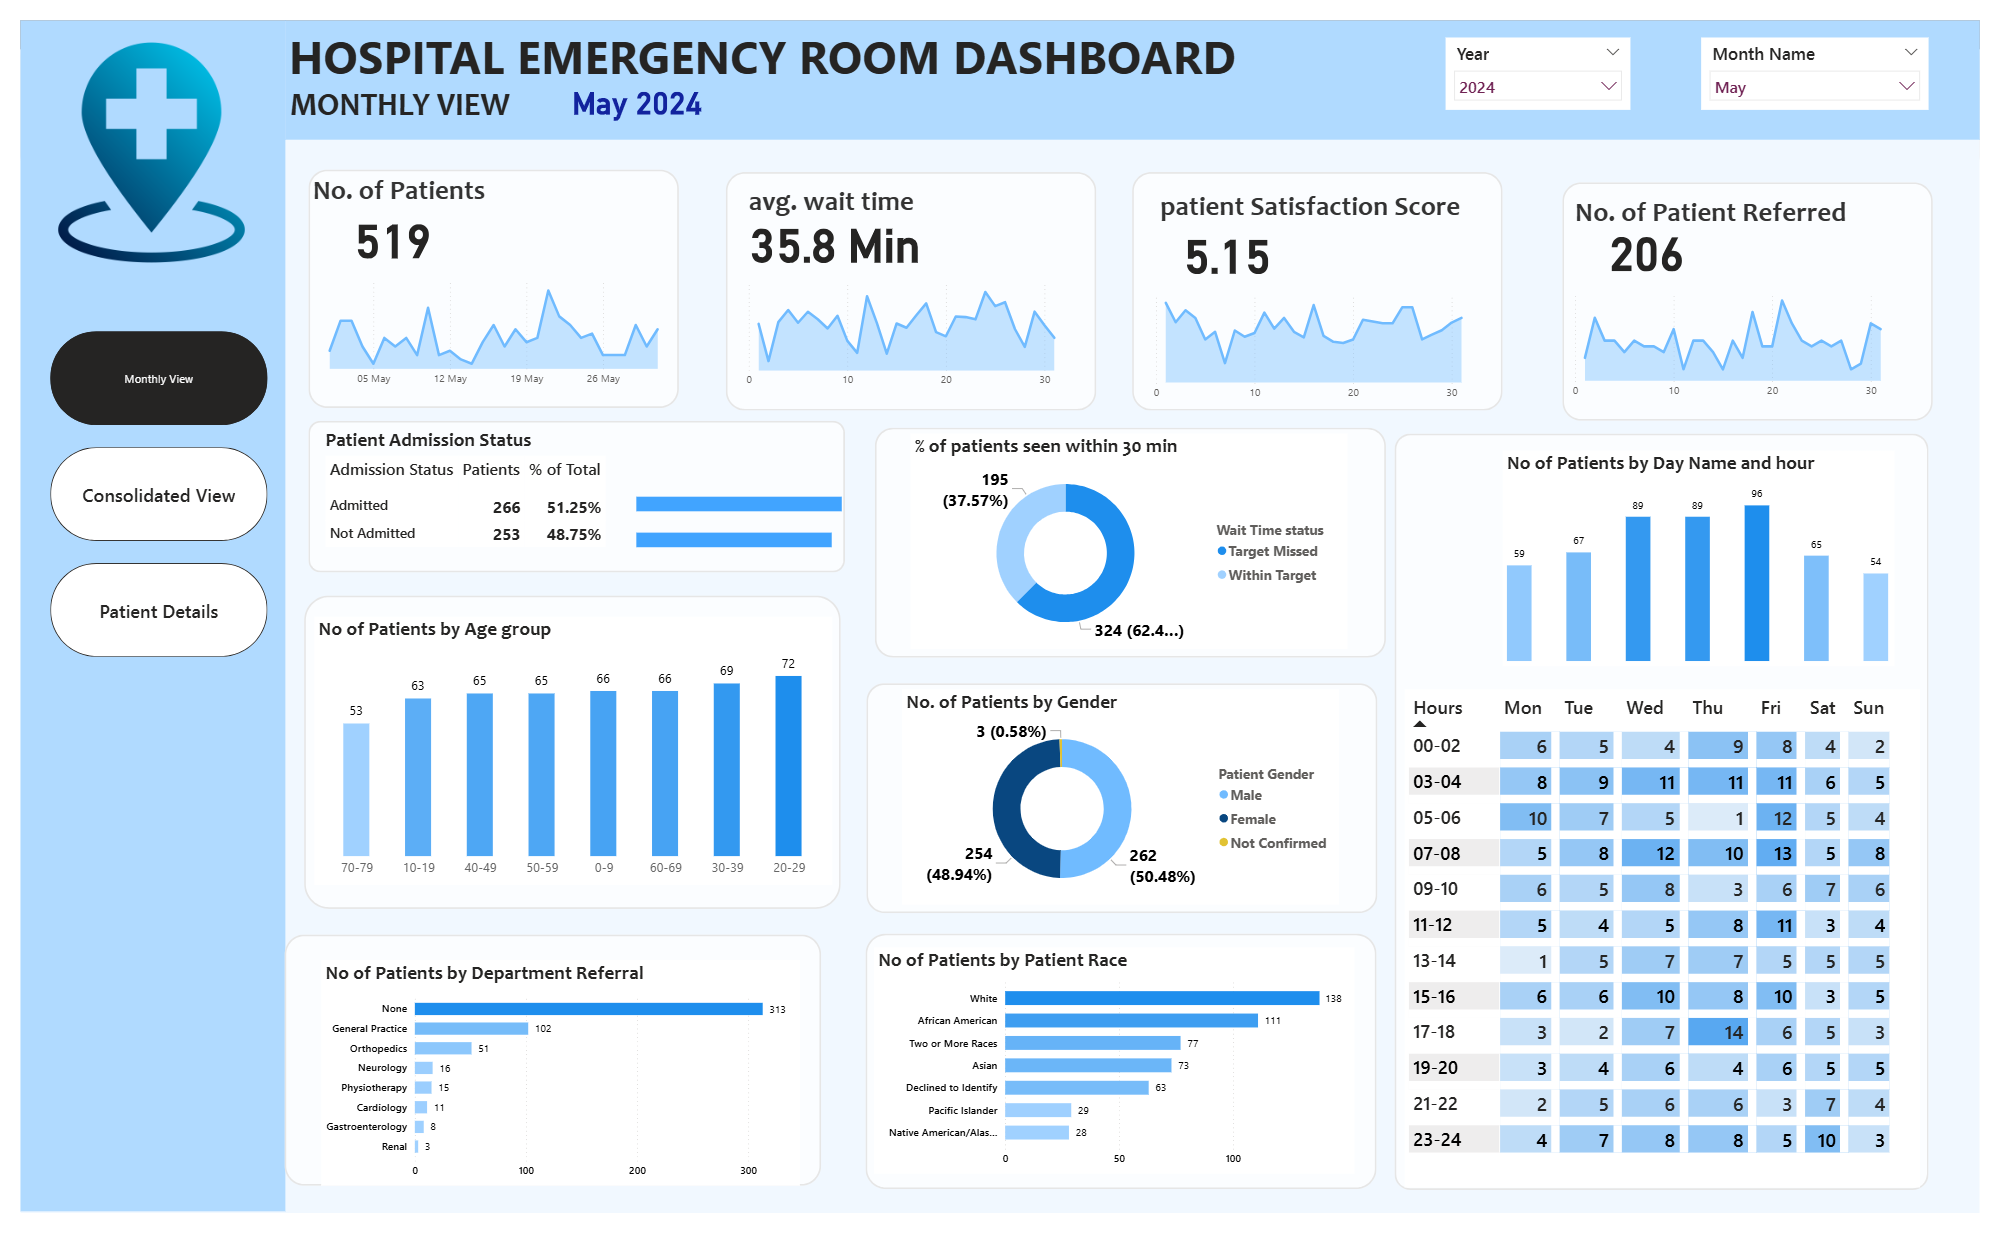 HOSPITAL EMERGENCY ROOM DASHBOARD
MONTHLY VIEW May 2024
Year
2024
Month Name
May
Monthly View
Consolidated View
Patient Details
No. of Patients
519
05 May 12 May 19 May 26 May
avg. wait time
35.8 Min
0 10 20 30
patient Satisfaction Score
5.15
0 10 20 30
No. of Patient Referred
206
0 10 20 30
Patient Admission Status
Admission Status Patients % of Total
Admitted 266 51.25%
Not Admitted 253 48.75%
% of patients seen within 30 min
195
(37.57%)
324 (62.4...)
Wait Time status
Target Missed
Within Target
No of Patients by Age group
53 63 65 65 66 66 69 72
70-79 10-19 40-49 50-59 0-9 60-69 30-39 20-29
No. of Patients by Gender
3 (0.58%)
254
(48.94%)
262
(50.48%)
Patient Gender
Male
Female
Not Confirmed
No of Patients by Department Referral
None 313
General Practice 102
Orthopedics 51
Neurology 16
Physiotherapy 15
Cardiology 11
Gastroenterology 8
Renal 3
0 100 200 300
No of Patients by Patient Race
White 138
African American 111
Two or More Races 77
Asian 73
Declined to Identify 63
Pacific Islander 29
Native American/Alas... 28
0 50 100
No of Patients by Day Name and hour
59 67 89 89 96 65 54
Hours Mon Tue Wed Thu Fri Sat Sun
00-02 6 5 4 9 8 4 2
03-04 8 9 11 11 11 6 5
05-06 10 7 5 1 12 5 4
07-08 5 8 12 10 13 5 8
09-10 6 5 8 3 6 7 6
11-12 5 4 5 8 11 3 4
13-14 1 5 7 7 5 5 5
15-16 6 6 10 8 10 3 5
17-18 3 2 7 14 6 5 3
19-20 3 4 6 4 6 5 5
21-22 2 5 6 6 3 7 4
23-24 4 7 8 8 5 10 3